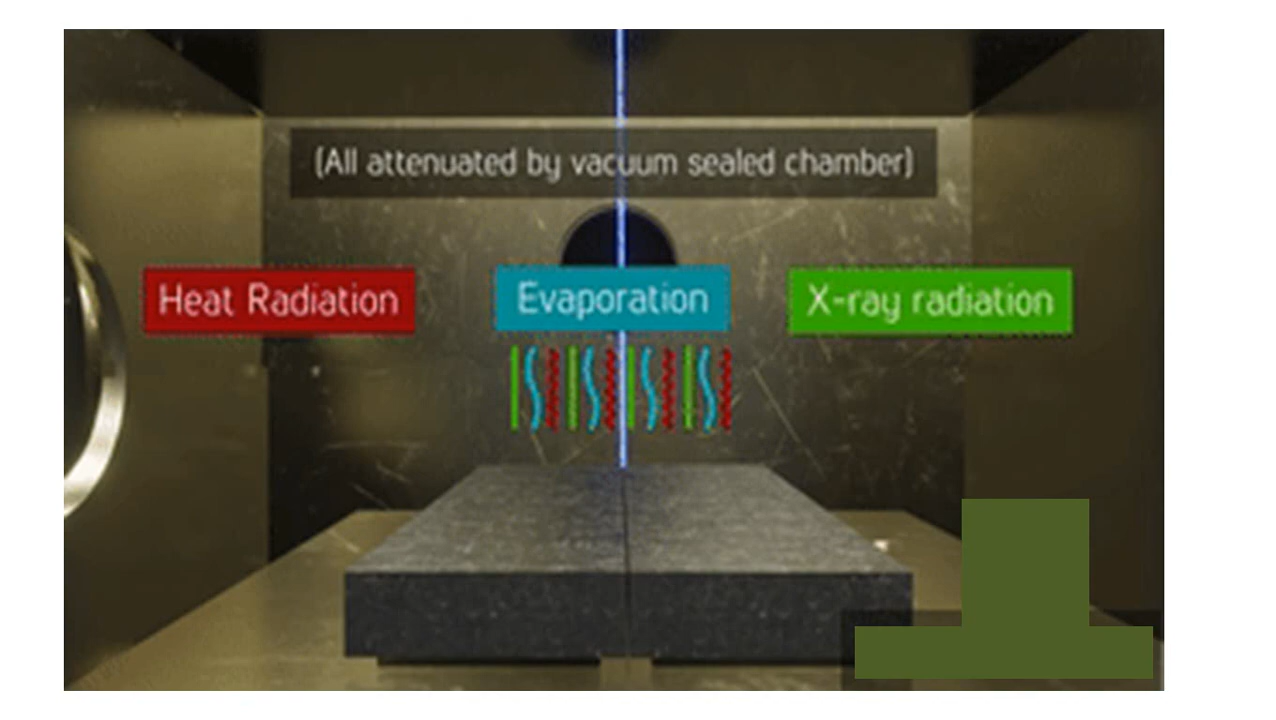 (All attenuated by vacuum sealed chamber)
Heat Radiation
Evaporation
X-ray radiation